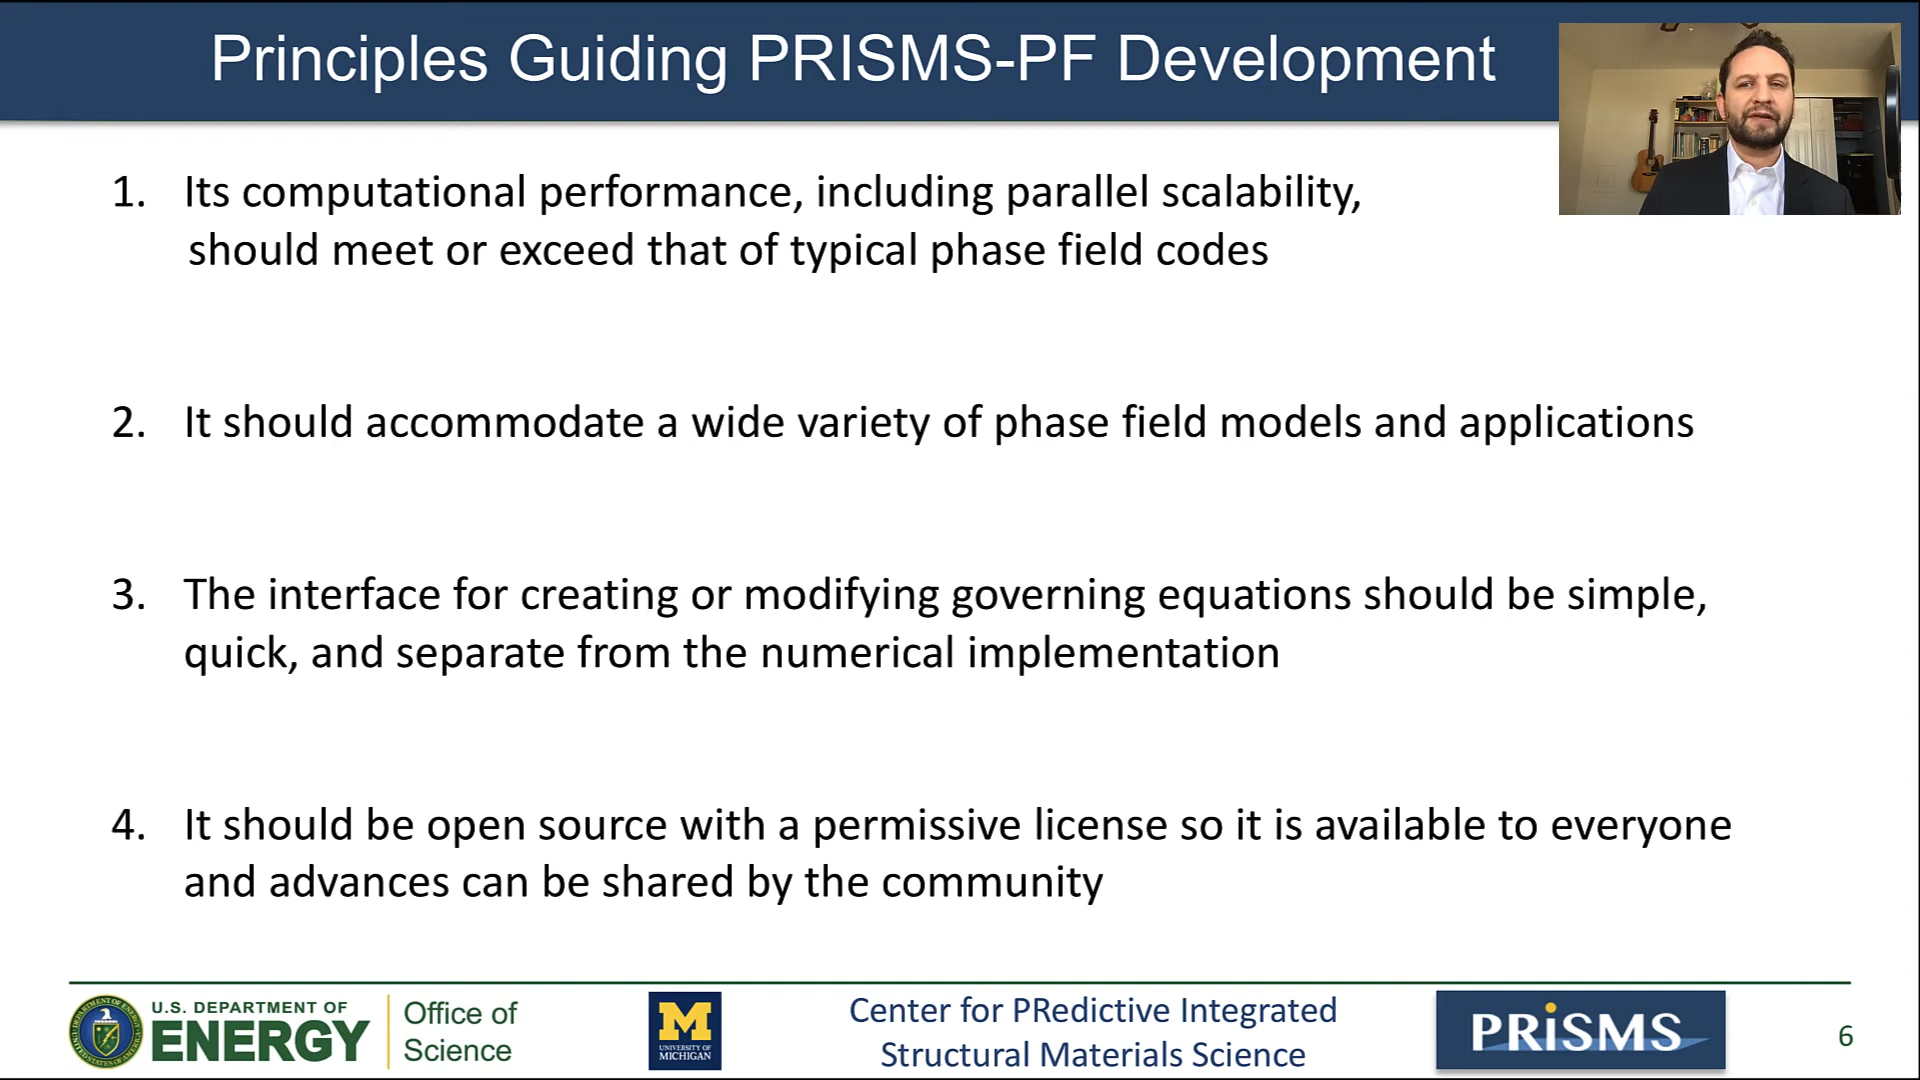 Principles Guiding PRISMS-PF Development
1. Its computational performance, including parallel scalability,
should meet or exceed that of typical phase field codes
2. It should accommodate a wide variety of phase field models and applications
3. The interface for creating or modifying governing equations should be simple,
quick, and separate from the numerical implementation
4. It should be open source with a permissive license so it is available to everyone
and advances can be shared by the community
U.S. DEPARTMENT OF
ENERGY
Office of
Science
M
UNIVERSITY OF
MICHIGAN
Center for PRedictive Integrated
Structural Materials Science
PRiSMS
6